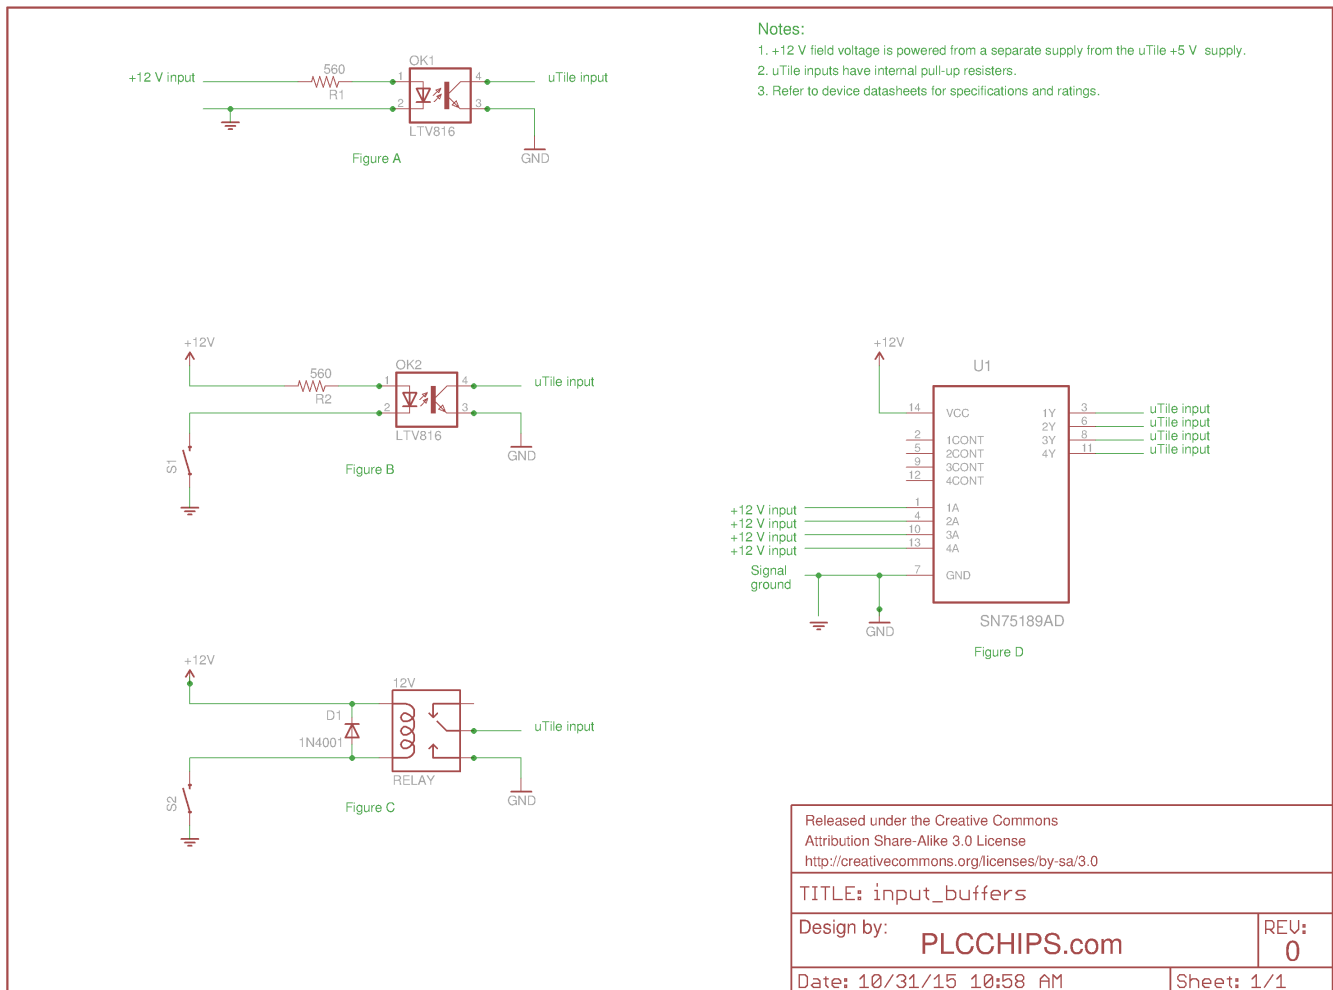 Notes:
1. +12 V field voltage is powered from a separate supply from the uTile +5 V  supply.
2. uTile inputs have internal pull-up resisters.
3. Refer to device datasheets for specifications and ratings.
+12 V input
560
R1
OK1
1
2
4
3
LTV816
uTile input
GND
Figure A
+12V
560
R2
OK2
1
2
4
3
LTV816
uTile input
GND
S1
Figure B
+12V
D1
1N4001
12V
RELAY
uTile input
GND
S2
Figure C
+12V
U1
14 VCC 1Y 3 uTile input
2Y 6 uTile input
2 1CONT 3Y 8 uTile input
5 2CONT 4Y 11 uTile input
9 3CONT
12 4CONT
+12 V input 1 1A
+12 V input 4 2A
+12 V input 10 3A
+12 V input 13 4A
Signal
ground
7 GND
GND
SN75189AD
Figure D
Released under the Creative Commons
Attribution Share-Alike 3.0 License
http://creativecommons.org/licenses/by-sa/3.0
TITLE: input_buffers
Design by:
PLCCHIPS.com
REV:
0
Date: 10/31/15 10:58 AM
Sheet: 1/1